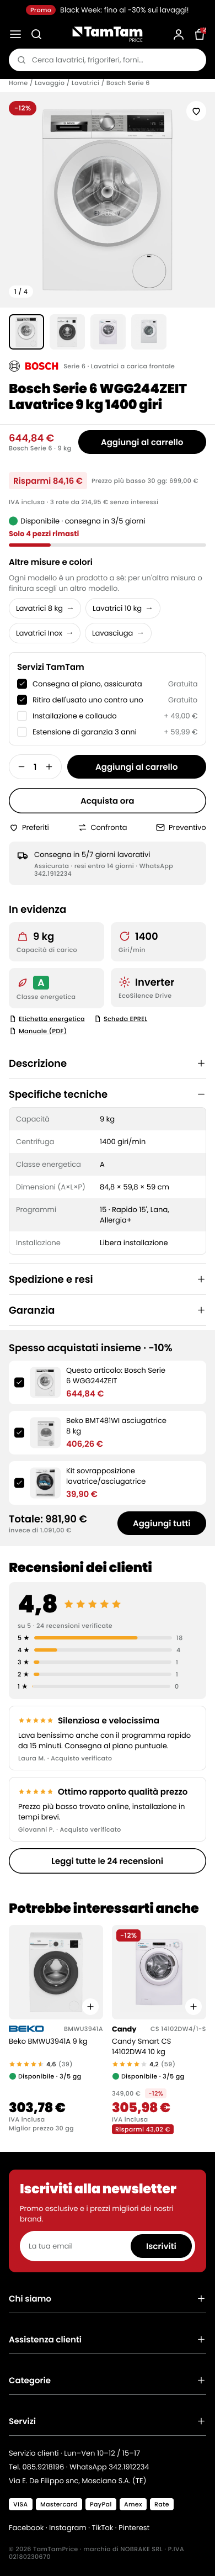 Promo Black Week: fino al −30% sui lavaggi!
TamTam
PRICE
2
Cerca lavatrici, frigoriferi, forni...
Home / Lavaggio / Lavatrici / Bosch Serie 6
-12%
1 / 4
BOSCH Serie 6 · Lavatrici a carica frontale
Bosch Serie 6 WGG244ZEIT
Lavatrice 9 kg 1400 giri
644,84 €
Bosch Serie 6 · 9 kg
Aggiungi al carrello
Risparmi 84,16 € Prezzo più basso 30 gg: 699,00 €
IVA inclusa · 3 rate da 214,95 € senza interessi
Disponibile · consegna in 3/5 giorni
Solo 4 pezzi rimasti
Altre misure e colori
Ogni modello è un prodotto a sé: per un'altra misura o
finitura scegli un altro modello.
Lavatrici 8 kg →
Lavatrici 10 kg →
Lavatrici Inox →
Lavasciuga →
Servizi TamTam
Consegna al piano, assicurata Gratuita
Ritiro dell'usato uno contro uno Gratuito
Installazione e collaudo + 49,00 €
Estensione di garanzia 3 anni + 59,99 €
− 1 +
Aggiungi al carrello
Acquista ora
Preferiti
Confronta
Preventivo
Consegna in 5/7 giorni lavorativi
Assicurata · resi entro 14 giorni · WhatsApp
342.1912234
In evidenza
9 kg
Capacità di carico
1400
Giri/min
A
Classe energetica
Inverter
EcoSilence Drive
Etichetta energetica
Scheda EPREL
Manuale (PDF)
Descrizione +
Specifiche tecniche −
Capacità 9 kg
Centrifuga 1400 giri/min
Classe energetica A
Dimensioni (A×L×P) 84,8 × 59,8 × 59 cm
Programmi 15 · Rapido 15', Lana,
Allergia+
Installazione Libera installazione
Spedizione e resi +
Garanzia +
Spesso acquistati insieme · -10%
Questo articolo: Bosch Serie
6 WGG244ZEIT
644,84 €
Beko BMT481WI asciugatrice
8 kg
406,26 €
Kit sovrapposizione
lavatrice/asciugatrice
39,90 €
Totale: 981,90 €
invece di 1.091,00 €
Aggiungi tutti
Recensioni dei clienti
4,8 ★★★★★
su 5 · 24 recensioni verificate
5 ★ 18
4 ★ 4
3 ★ 1
2 ★ 1
1 ★ 0
★★★★★ Silenziosa e velocissima
Lava benissimo anche con il programma rapido
da 15 minuti. Consegna al piano puntuale.
Laura M. · Acquisto verificato
★★★★★ Ottimo rapporto qualità prezzo
Prezzo più basso trovato online, installazione in
tempi brevi.
Giovanni P. · Acquisto verificato
Leggi tutte le 24 recensioni
Potrebbe interessarti anche
+
BEKO BMWU3941A
Beko BMWU3941A 9 kg
★★★★★ 4,6 (39)
Disponibile · 3/5 gg
303,78 €
IVA inclusa
Miglior prezzo 30 gg
-12%
+
Candy CS 14102DW4/1-S
Candy Smart CS
14102DW4 10 kg
★★★★★ 4,2 (59)
Disponibile · 3/5 gg
349,00 € -12%
305,98 €
IVA inclusa
Risparmi 43,02 €
Iscriviti alla newsletter
Promo esclusive e i prezzi migliori dei nostri
brand.
La tua email
Iscriviti
Chi siamo +
Assistenza clienti +
Categorie +
Servizi +
Servizio clienti · Lun–Ven 10–12 / 15–17
Tel. 085.9218196 · WhatsApp 342.1912234
Via E. De Filippo snc, Mosciano S.A. (TE)
VISA Mastercard PayPal Amex Rate
Facebook · Instagram · TikTok · Pinterest
© 2026 TamTamPrice · marchio di NOBRAKE SRL · P.IVA
02180230670